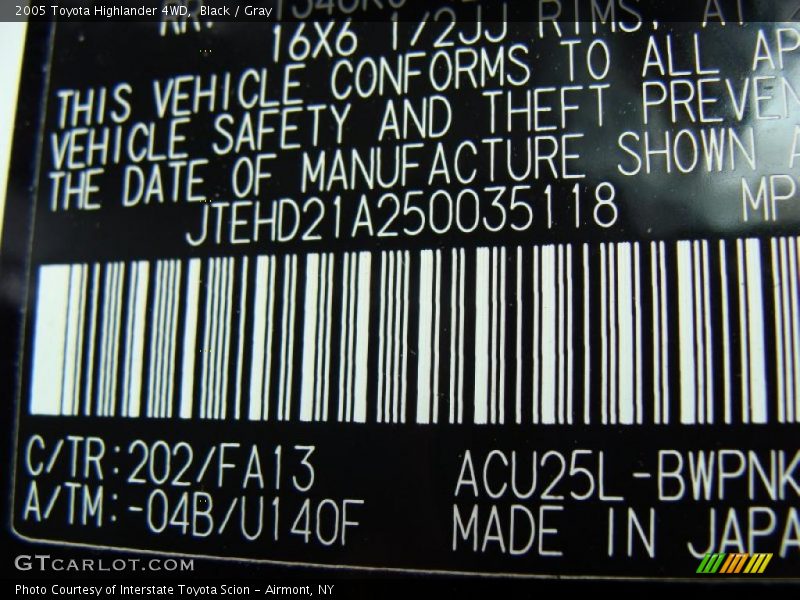 2005 Toyota Highlander 4WD, Black / Gray
16X6 1/2JJ RIMS, AT
THIS VEHICLE CONFORMS TO ALL AP
VEHICLE SAFETY AND THEFT PREVEN
THE DATE OF MANUFACTURE SHOWN A
JTEHD21A250035118 MP
C/TR:202/FA13 ACU25L-BWPNK
A/TM:-04B/U140F MADE IN JAPA
GTCARLOT.COM
Photo Courtesy of Interstate Toyota Scion - Airmont, NY